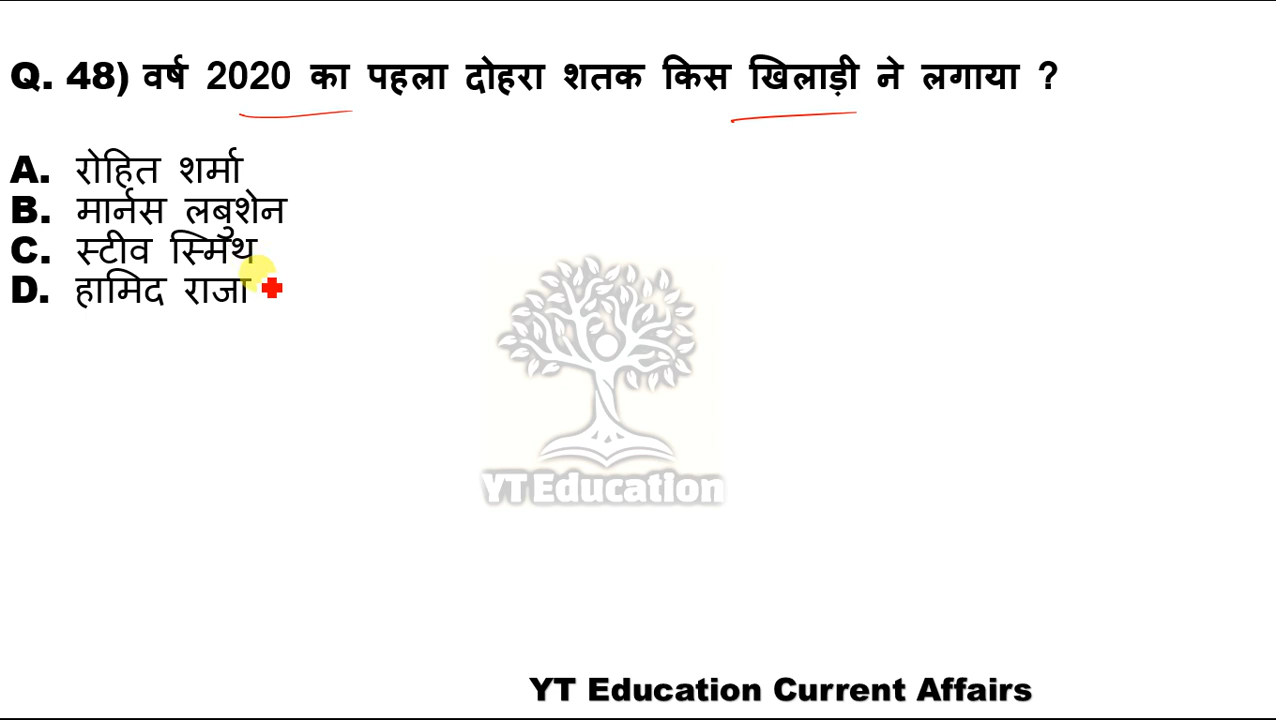 Q. 48) वर्ष 2020 का पहला दोहरा शतक किस खिलाड़ी ने लगाया ?
A. रोहित शर्मा
B. मार्नस लबुशेन
C. स्टीव स्मिथ
D. हामिद राजा
YT Education
YT Education Current Affairs